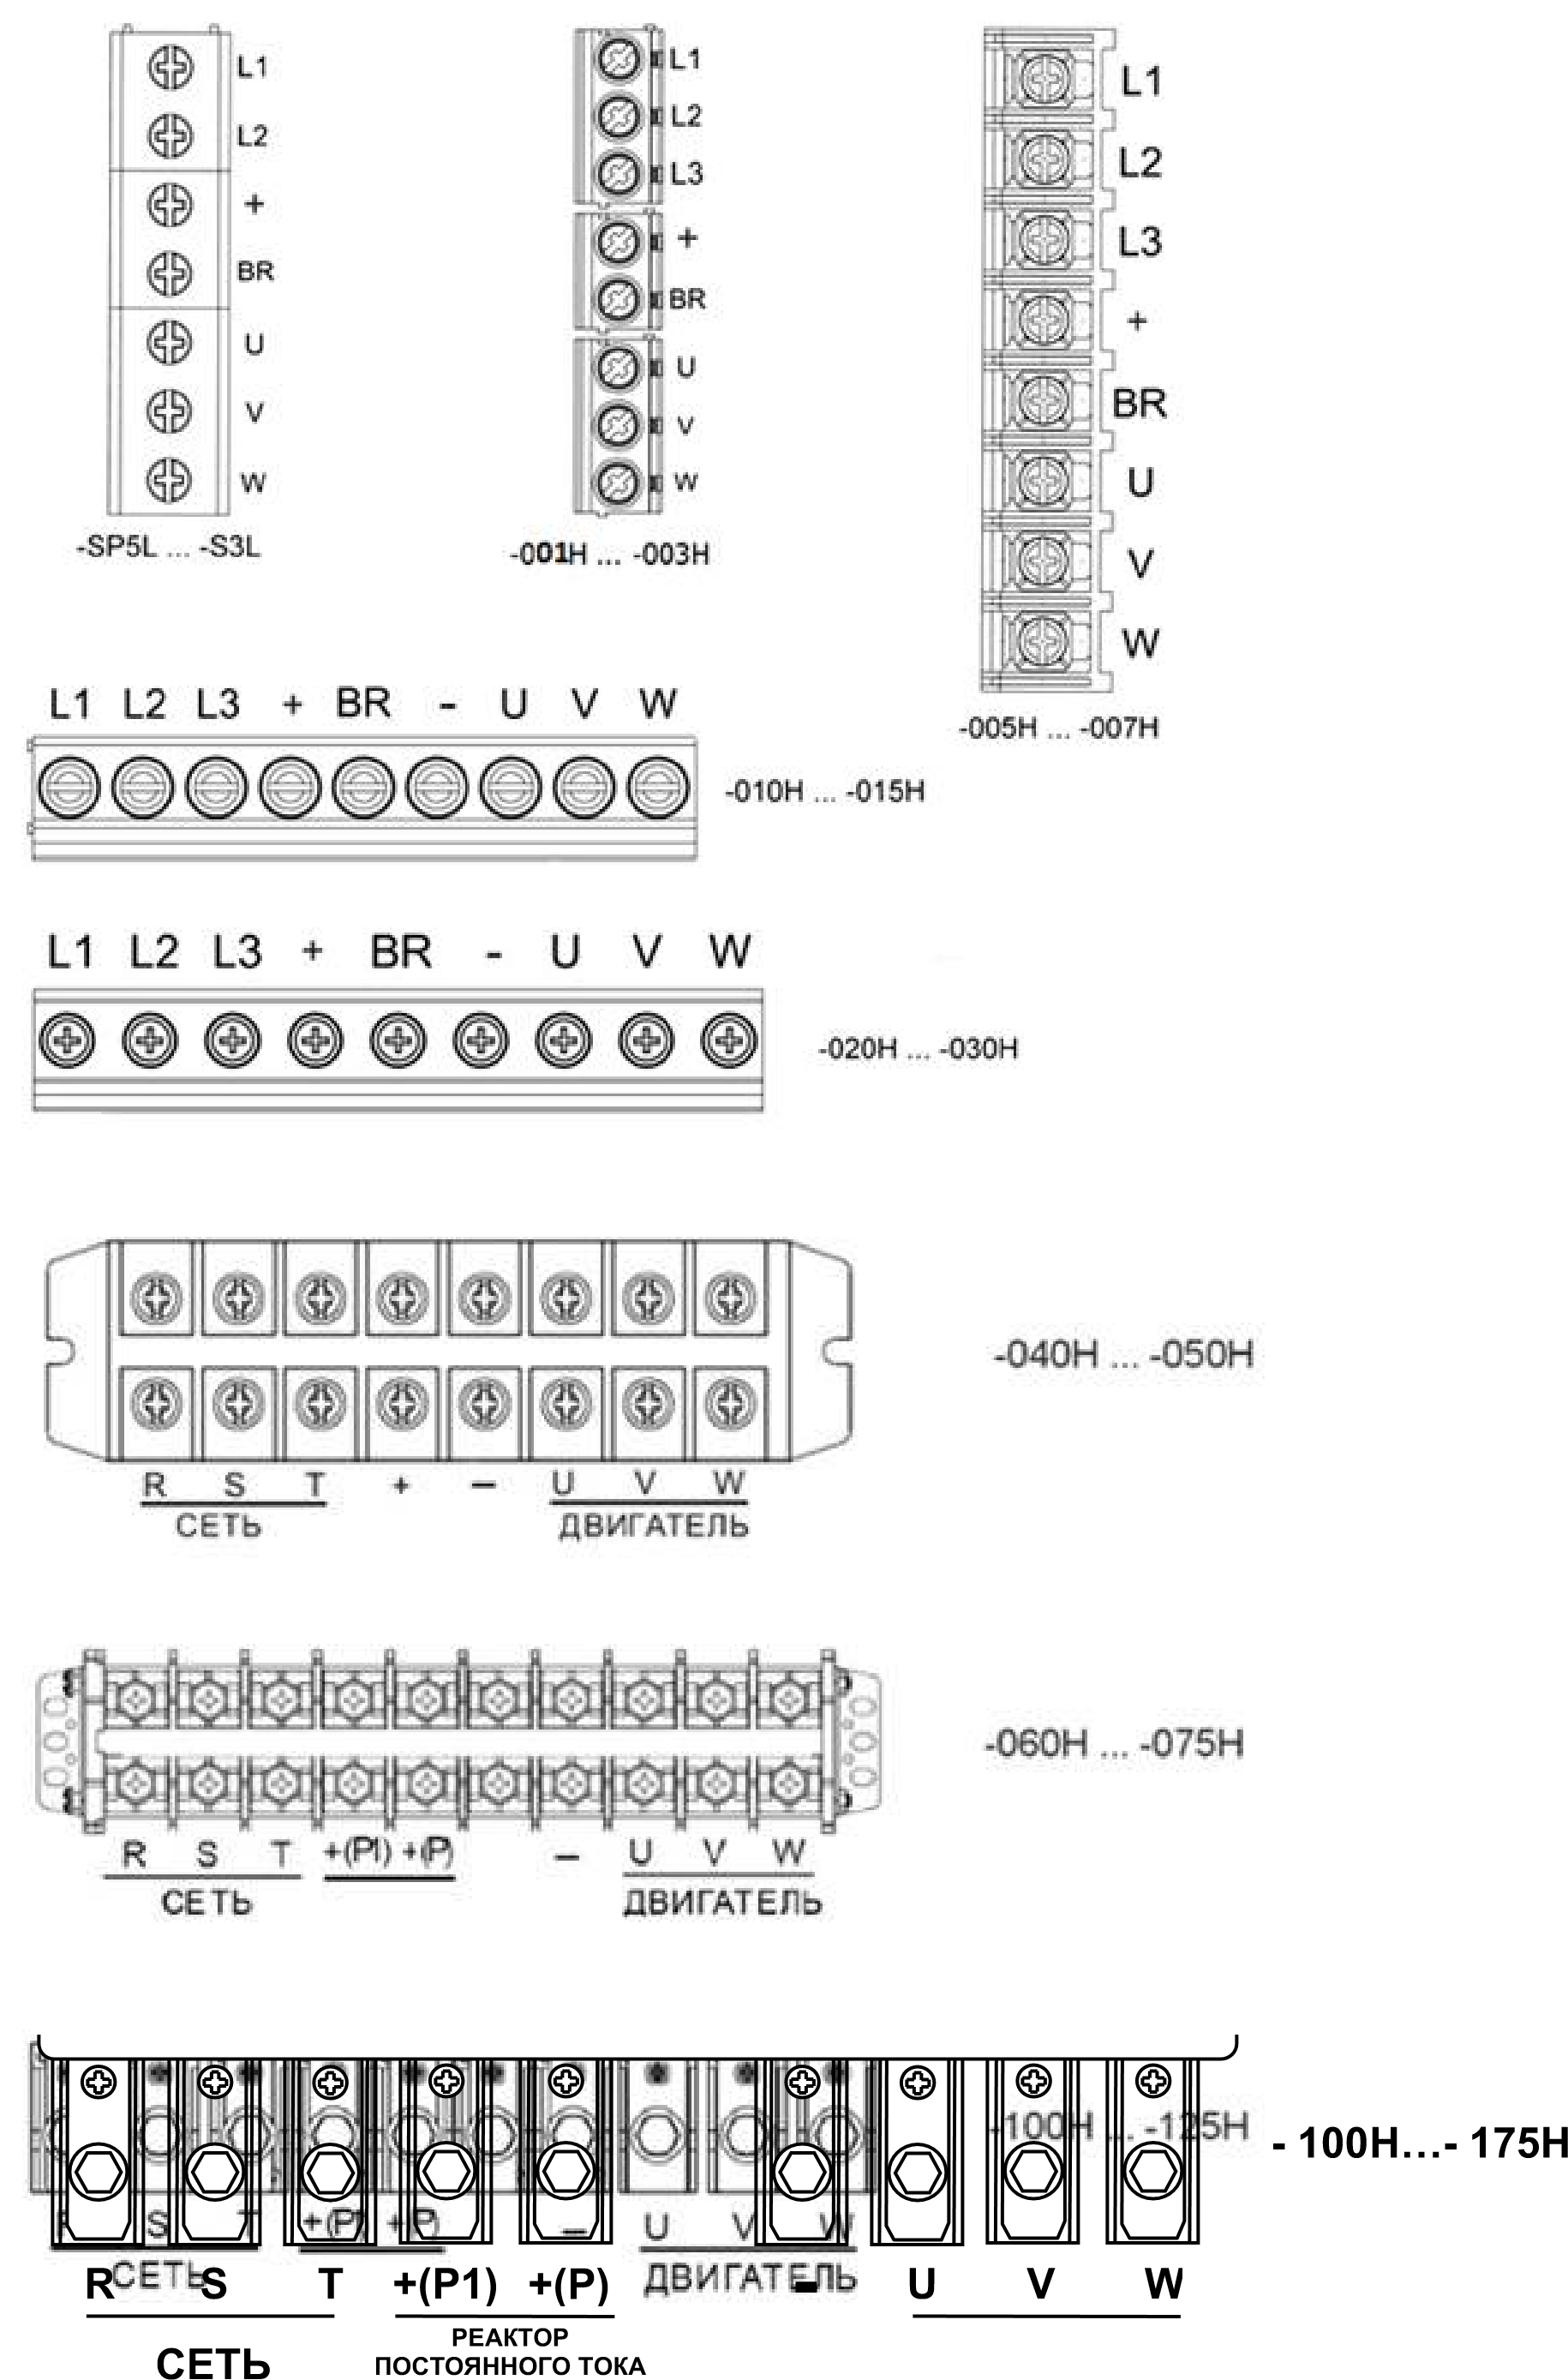 L1
L2
+
BR
U
V
W
-SP5L ... -S3L
L1
L2
L3
+
BR
U
V
W
-001H ... -003H
L1
L2
L3
+
BR
U
V
W
-005H ... -007H
L1 L2 L3 + BR - U V W
-010H ... -015H
L1 L2 L3 + BR - U V W
-020H ... -030H
-040H ... -050H
R S T + — U V W
СЕТЬ ДВИГАТЕЛЬ
-060H ... -075H
R S T +(P1) +(P) — U V W
СЕТЬ ДВИГАТЕЛЬ
-100H ... -125H
- 100H...- 175H
S T +(P1) +(P) — U V W
СЕТЬ ДВИГАТЕЛЬ
R S T +(P1) +(P) - U V W
РЕАКТОР
ПОСТОЯННОГО ТОКА
СЕТЬ